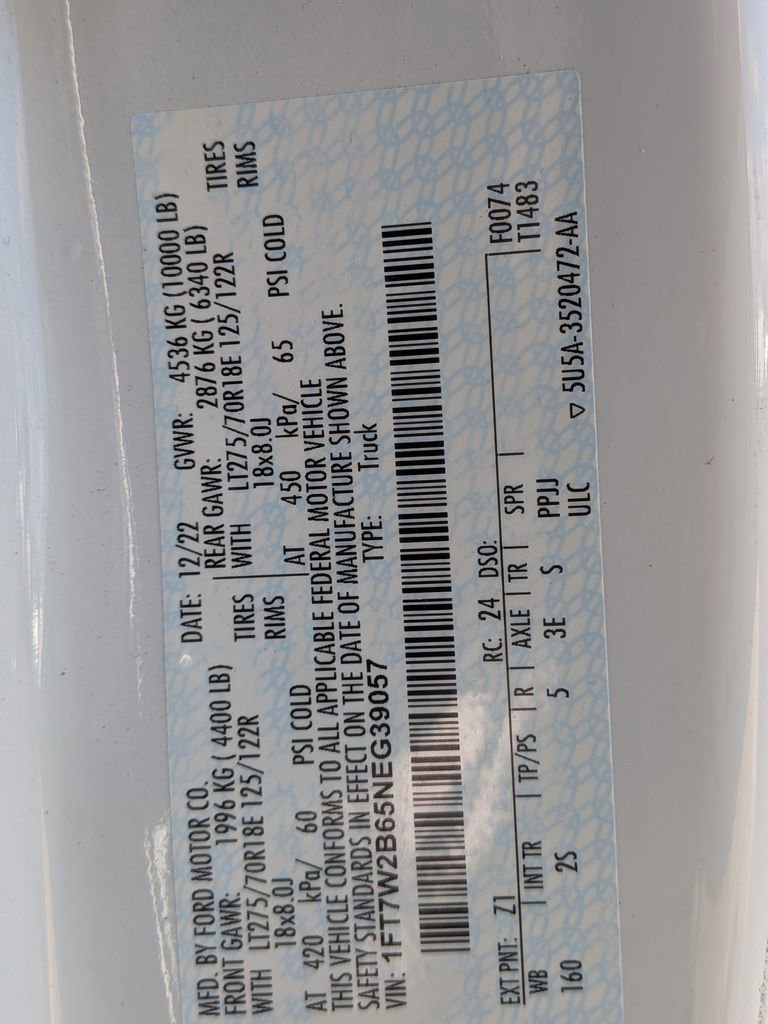 MFD. BY FORD MOTOR CO.
DATE: 12/22 GVWR: 4536 KG (10000 LB)
FRONT GAWR: 1996 KG ( 4400 LB)
REAR GAWR: 2876 KG ( 6340 LB)
WITH LT275/70R18E 125/122R TIRES
WITH LT275/70R18E 125/122R TIRES
18x8.0J RIMS
18x8.0J RIMS
AT 420 kPa/ 60 PSI COLD
AT 450 kPa/ 65 PSI COLD
THIS VEHICLE CONFORMS TO ALL APPLICABLE FEDERAL MOTOR VEHICLE
SAFETY STANDARDS IN EFFECT ON THE DATE OF MANUFACTURE SHOWN ABOVE.
VIN: 1FT7W2B65NEG39057 TYPE: Truck
EXT PNT: Z1 RC: 24 DSO: F0074
WB | INT TR | TP/PS | R | AXLE | TR | SPR | T1483
160 2S 5 3E S PPJJ
ULC ▽ 5U5A-3520472-AA